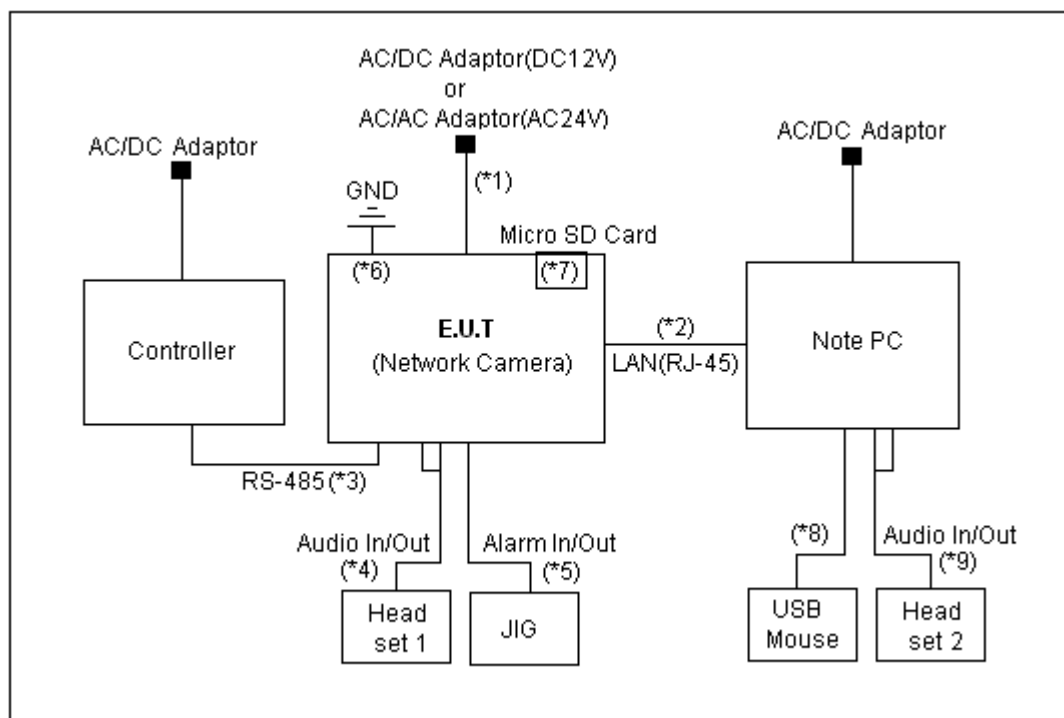 AC/DC Adaptor(DC12V)
or
AC/AC Adaptor(AC24V)
AC/DC Adaptor
AC/DC Adaptor
(*1)
GND
Micro SD Card
(*6)
(*7)
E.U.T
(Network Camera)
Controller
(*2)
LAN(RJ-45)
Note PC
RS-485(*3)
Audio In/Out
(*4)
Alarm In/Out
(*5)
(*8)
Audio In/Out
(*9)
Head
set 1
JIG
USB
Mouse
Head
set 2